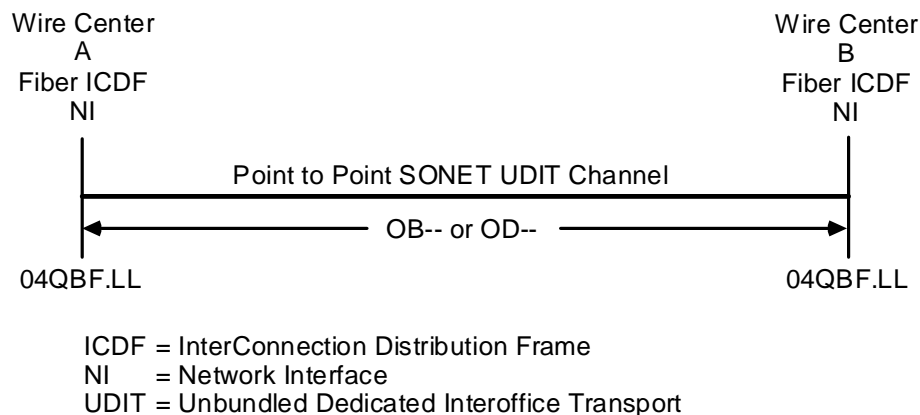 Wire Center
A
Fiber ICDF
NI
Wire Center
B
Fiber ICDF
NI
Point to Point SONET UDIT Channel
OB-- or OD--
04QBF.LL
04QBF.LL
ICDF = InterConnection Distribution Frame
NI = Network Interface
UDIT = Unbundled Dedicated Interoffice Transport